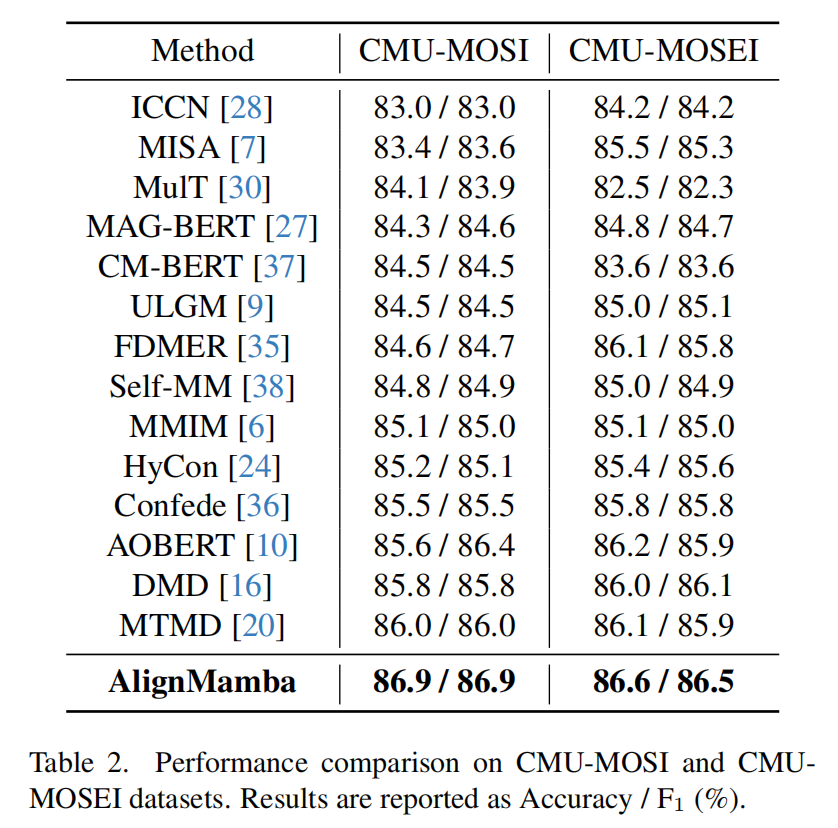 Method CMU-MOSI CMU-MOSEI
ICCN [28] 83.0 / 83.0 84.2 / 84.2
MISA [7] 83.4 / 83.6 85.5 / 85.3
MulT [30] 84.1 / 83.9 82.5 / 82.3
MAG-BERT [27] 84.3 / 84.6 84.8 / 84.7
CM-BERT [37] 84.5 / 84.5 83.6 / 83.6
ULGM [9] 84.5 / 84.5 85.0 / 85.1
FDMER [35] 84.6 / 84.7 86.1 / 85.8
Self-MM [38] 84.8 / 84.9 85.0 / 84.9
MMIM [6] 85.1 / 85.0 85.1 / 85.0
HyCon [24] 85.2 / 85.1 85.4 / 85.6
Confede [36] 85.5 / 85.5 85.8 / 85.8
AOBERT [10] 85.6 / 86.4 86.2 / 85.9
DMD [16] 85.8 / 85.8 86.0 / 86.1
MTMD [20] 86.0 / 86.0 86.1 / 85.9
AlignMamba 86.9 / 86.9 86.6 / 86.5
Table 2. Performance comparison on CMU-MOSI and CMU-
MOSEI datasets. Results are reported as Accuracy / F₁ (%).